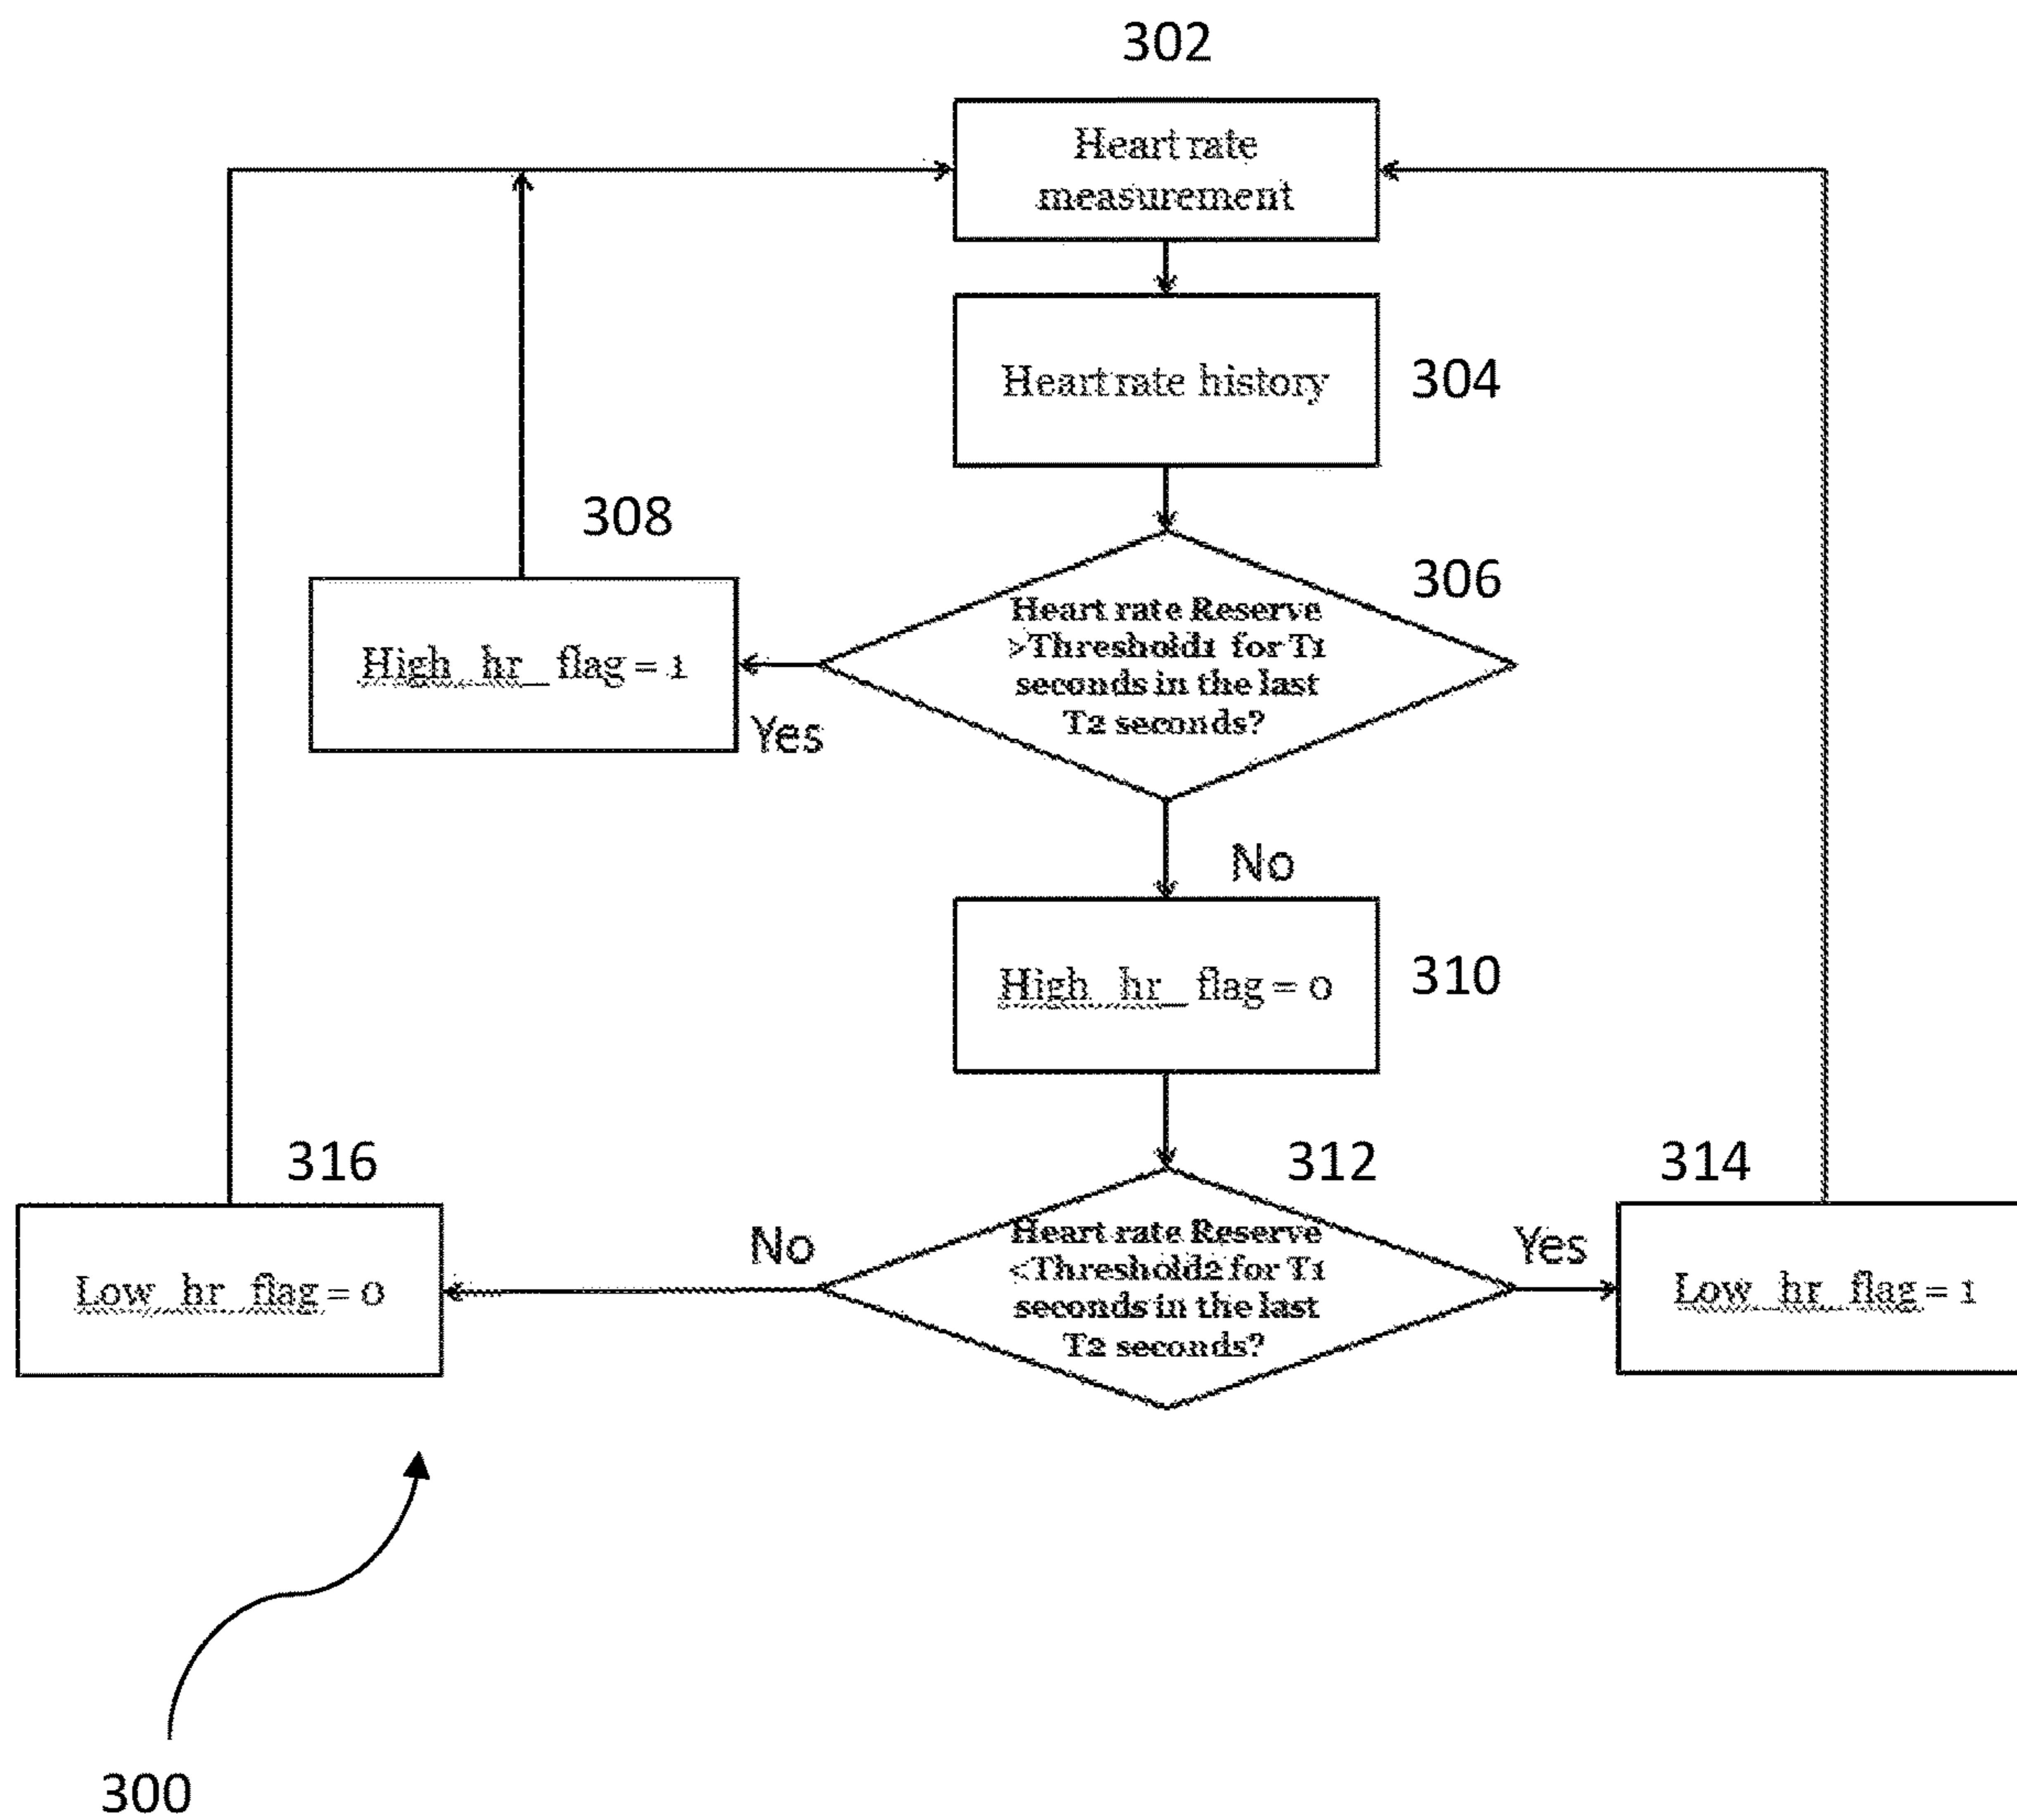 302
Heart rate
measurement
Heart rate history
304
308
306
Heart rate Reserve
>Threshold1 for T1
seconds in the last
T2 seconds?
High_hr_flag = 1
Yes
No
High_hr_flag = 0
310
316
312
314
Heart rate Reserve
<Threshold2 for T1
seconds in the last
T2 seconds?
No
Yes
Low_hr_flag = 0
Low_hr_flag = 1
300